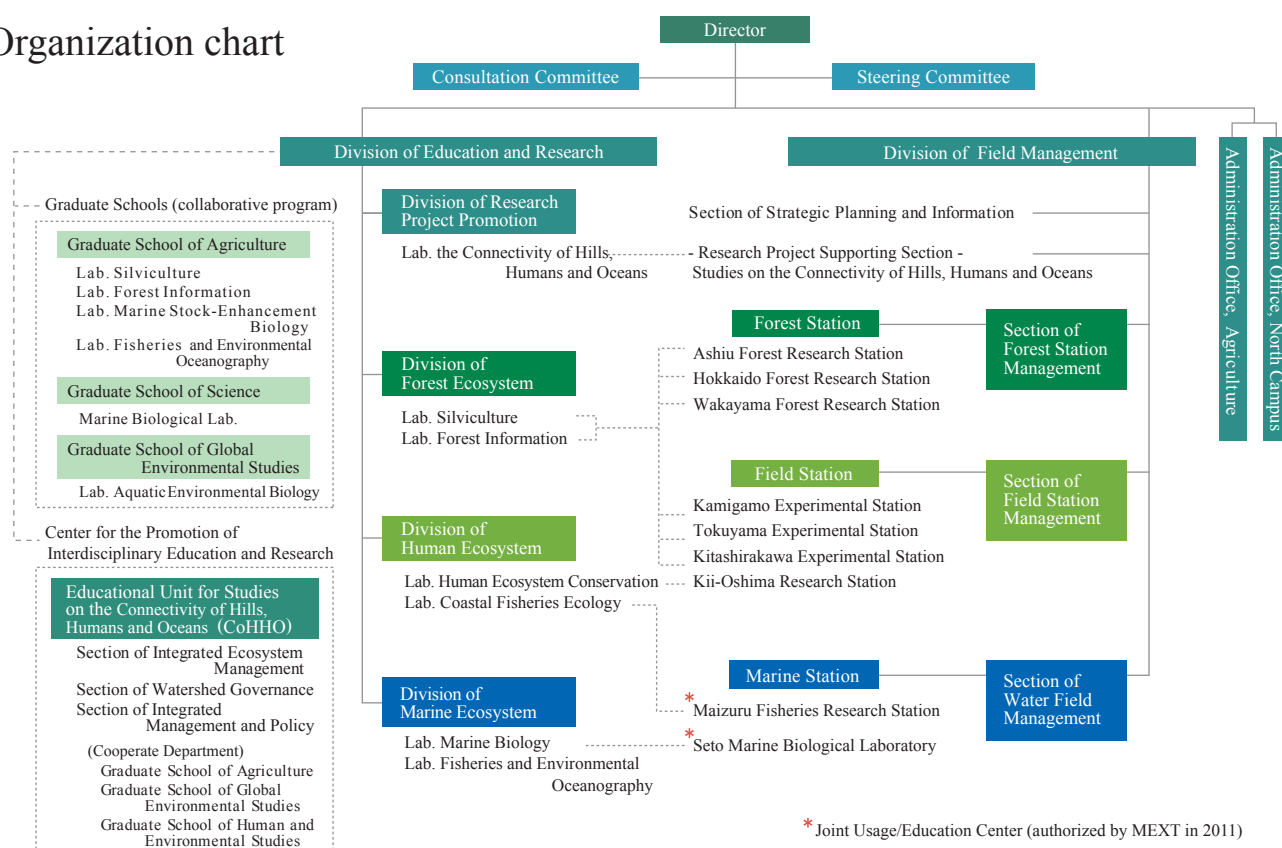 Organization chart
Director
Consultation Committee
Steering Committee
Division of Education and Research
Division of Field Management
Administration Office, Agriculture
Administration Office, North Campus
Graduate Schools (collaborative program)
Graduate School of Agriculture
Lab. Silviculture
Lab. Forest Information
Lab. Marine Stock-Enhancement
Biology
Lab. Fisheries and Environmental
Oceanography
Graduate School of Science
Marine Biological Lab.
Graduate School of Global
Environmental Studies
Lab. Aquatic Environmental Biology
Center for the Promotion of
Interdisciplinary Education and Research
Educational Unit for Studies
on the Connectivity of Hills,
Humans and Oceans (CoHHO)
Section of Integrated Ecosystem
Management
Section of Watershed Governance
Section of Integrated
Management and Policy
(Cooperate Department)
Graduate School of Agriculture
Graduate School of Global
Environmental Studies
Graduate School of Human and
Environmental Studies
Division of Research
Project Promotion
Lab. the Connectivity of Hills,
Humans and Oceans
Division of
Forest Ecosystem
Lab. Silviculture
Lab. Forest Information
Division of
Human Ecosystem
Lab. Human Ecosystem Conservation
Lab. Coastal Fisheries Ecology
Division of
Marine Ecosystem
Lab. Marine Biology
Lab. Fisheries and Environmental
Oceanography
Section of Strategic Planning and Information
- Research Project Supporting Section -
Studies on the Connectivity of Hills, Humans and Oceans
Forest Station
Section of
Forest Station
Management
Ashiu Forest Research Station
Hokkaido Forest Research Station
Wakayama Forest Research Station
Field Station
Section of
Field Station
Management
Kamigamo Experimental Station
Tokuyama Experimental Station
Kitashirakawa Experimental Station
Kii-Oshima Research Station
Marine Station
Section of
Water Field
Management
*Maizuru Fisheries Research Station
*Seto Marine Biological Laboratory
*Joint Usage/Education Center (authorized by MEXT in 2011)